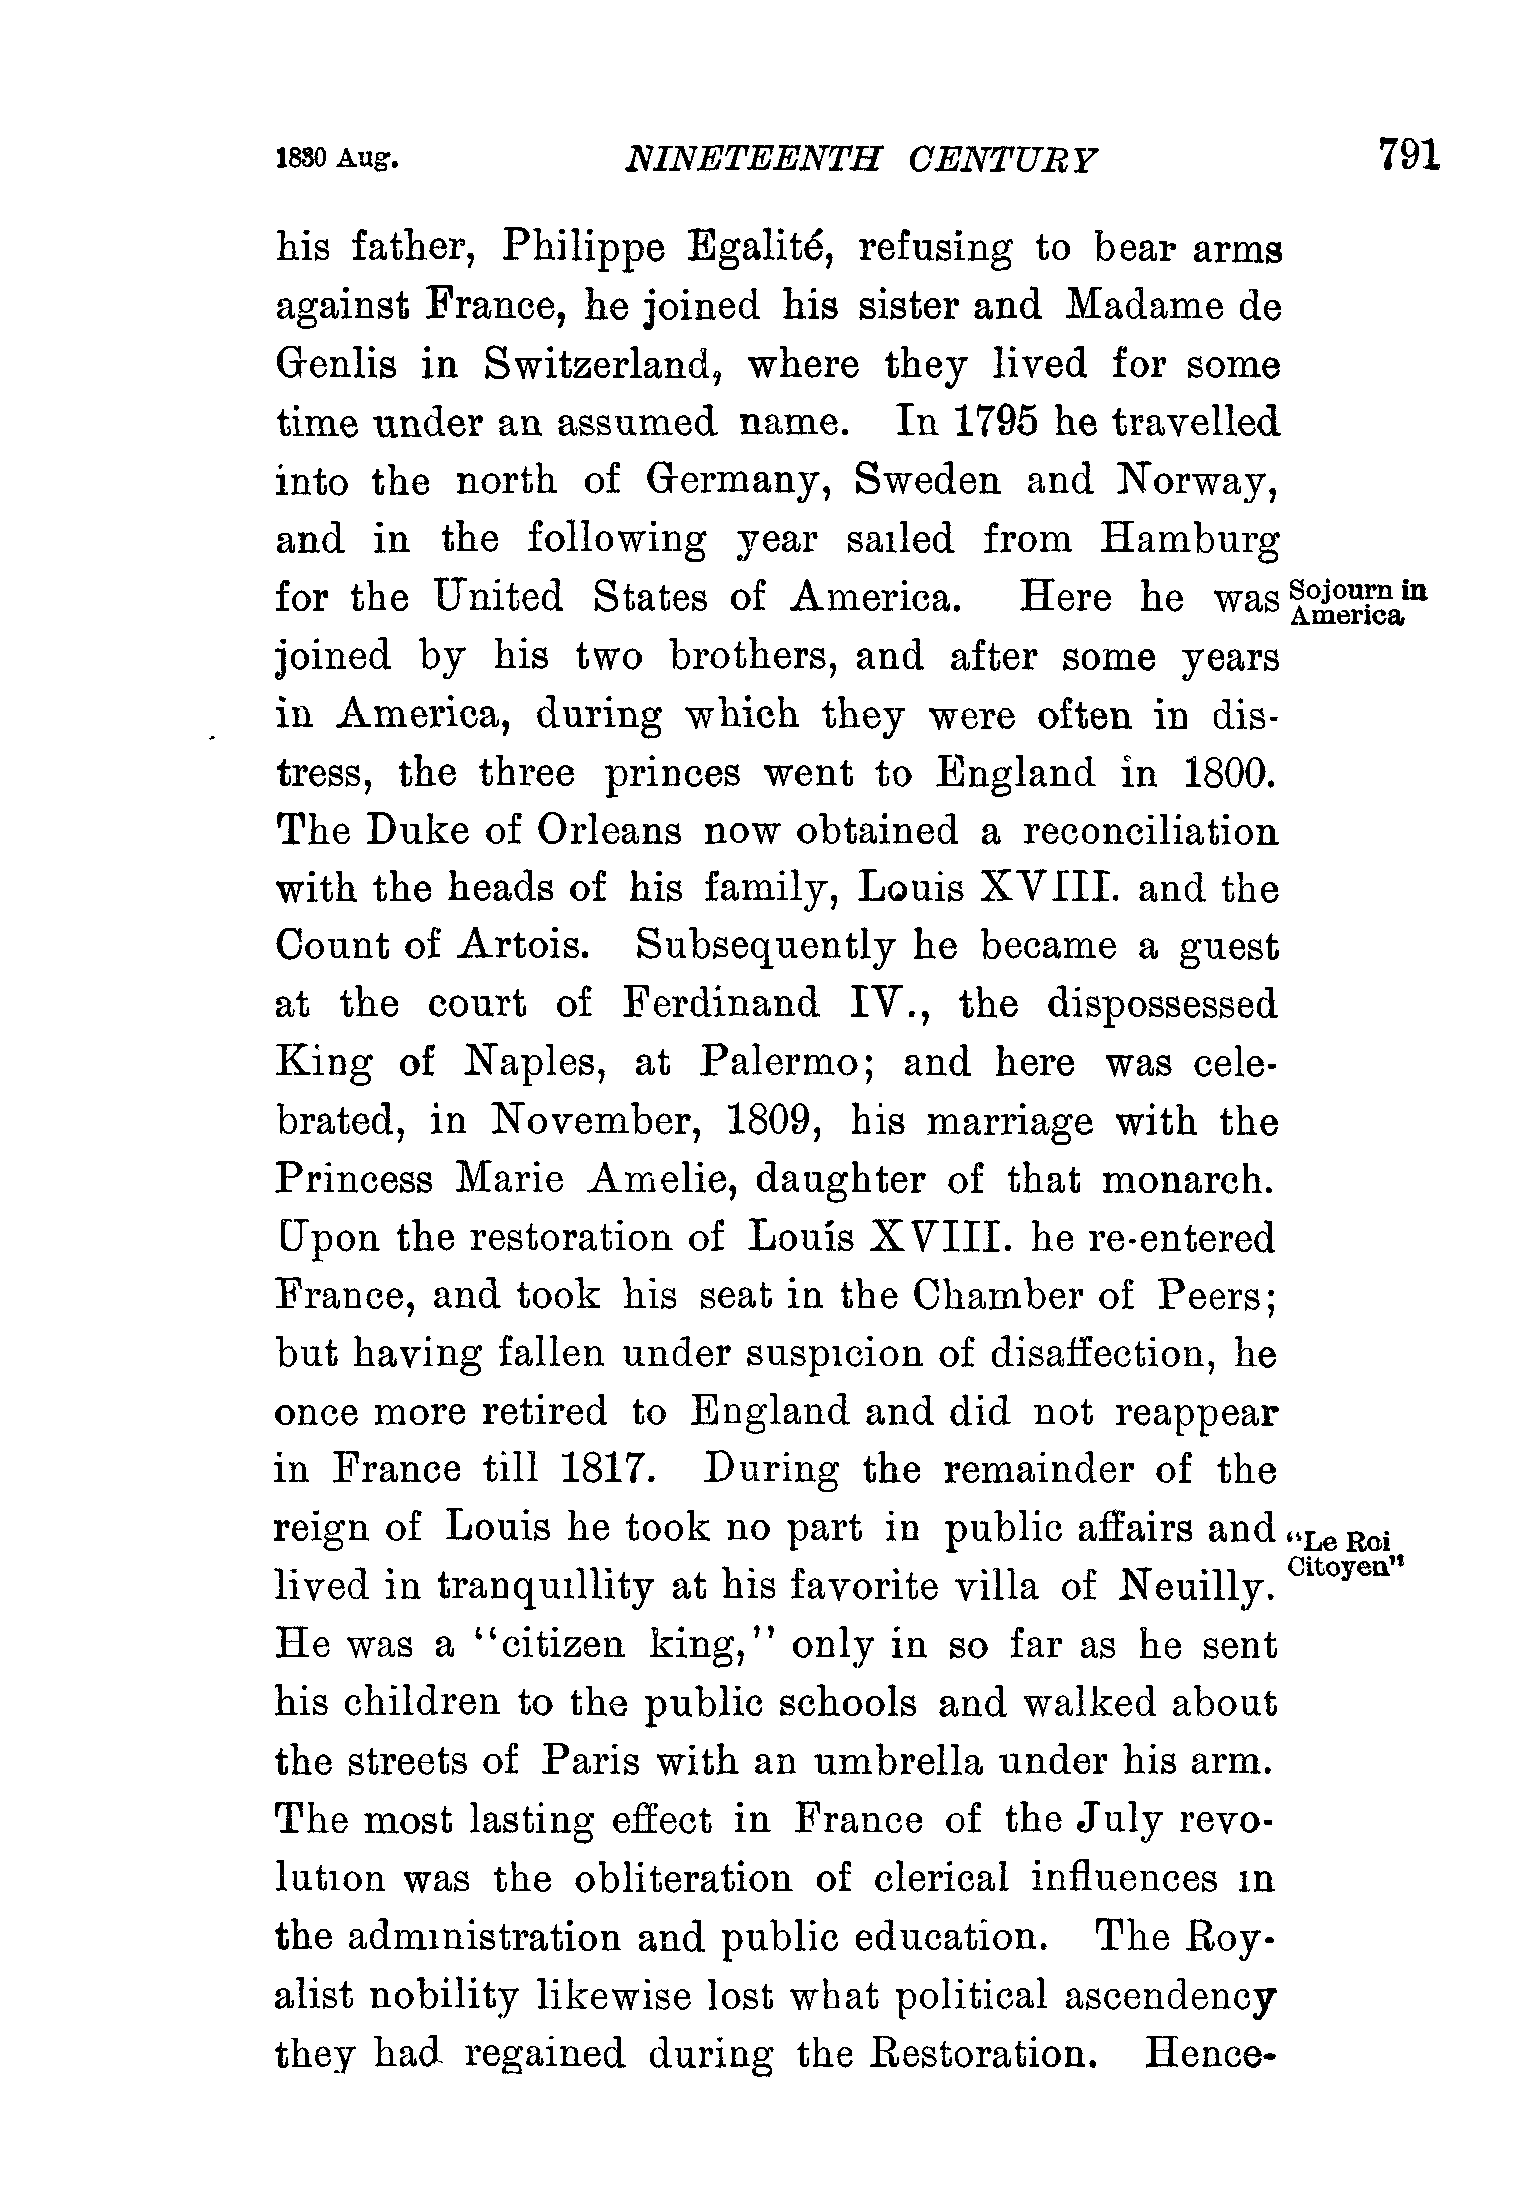 1830 Aug. NINETEENTH CENTURY 791
his father, Philippe Egalité, refusing to bear arms
against France, he joined his sister and Madame de
Genlis in Switzerland, where they lived for some
time under an assumed name. In 1795 he travelled
into the north of Germany, Sweden and Norway,
and in the following year sailed from Hamburg
for the United States of America. Here he was
Sojourn in
America
joined by his two brothers, and after some years
in America, during which they were often in dis-
tress, the three princes went to England in 1800.
The Duke of Orleans now obtained a reconciliation
with the heads of his family, Louis XVIII. and the
Count of Artois. Subsequently he became a guest
at the court of Ferdinand IV., the dispossessed
King of Naples, at Palermo; and here was cele-
brated, in November, 1809, his marriage with the
Princess Marie Amelie, daughter of that monarch.
Upon the restoration of Louis XVIII. he re-entered
France, and took his seat in the Chamber of Peers;
but having fallen under suspicion of disaffection, he
once more retired to England and did not reappear
in France till 1817. During the remainder of the
reign of Louis he took no part in public affairs and
lived in tranquillity at his favorite villa of Neuilly.
"Le Roi
Citoyen"
He was a "citizen king," only in so far as he sent
his children to the public schools and walked about
the streets of Paris with an umbrella under his arm.
The most lasting effect in France of the July revo-
lution was the obliteration of clerical influences in
the administration and public education. The Roy-
alist nobility likewise lost what political ascendency
they had regained during the Restoration. Hence-